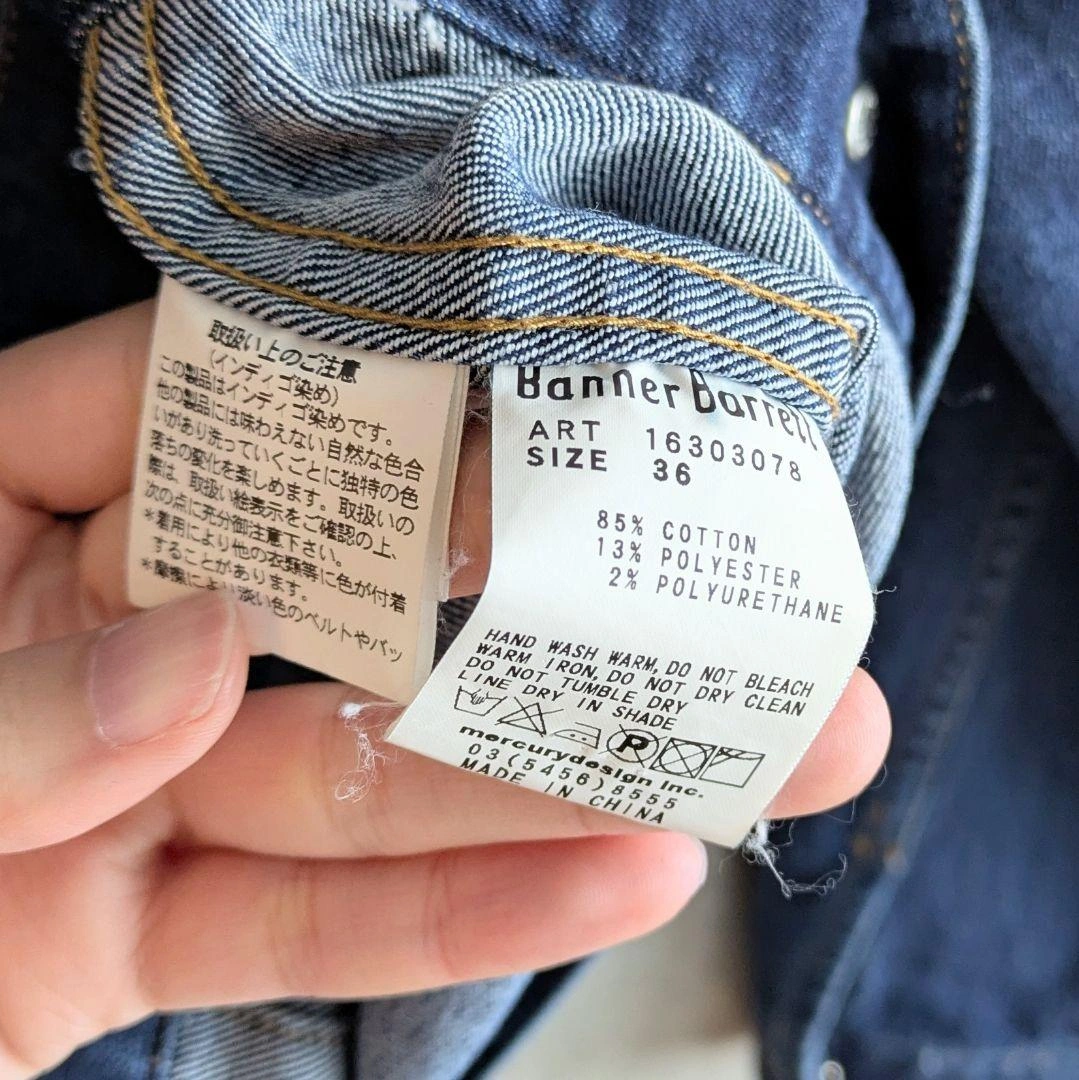 取扱い上のご注意
(インディゴ染め)
この製品はインディゴ染めです。
他の製品には味わえない自然な色合
いがあり洗っていくごとに独特の色
落ちの変化を楽しめます。取扱いの
際は、取扱い絵表示をご確認の上、
次の点に充分御注意下さい。
*着用により他の衣類等に色が付着
することがあります。
*摩擦により淡い色のベルトやバッ
Banner Barrett
ART 16303078
SIZE 36
85% COTTON
13% POLYESTER
2% POLYURETHANE
HAND WASH WARM, DO NOT BLEACH
WARM IRON, DO NOT DRY CLEAN
DO NOT TUMBLE DRY
LINE DRY IN SHADE
P
mercurydesign inc.
03(5456)8555
MADE IN CHINA